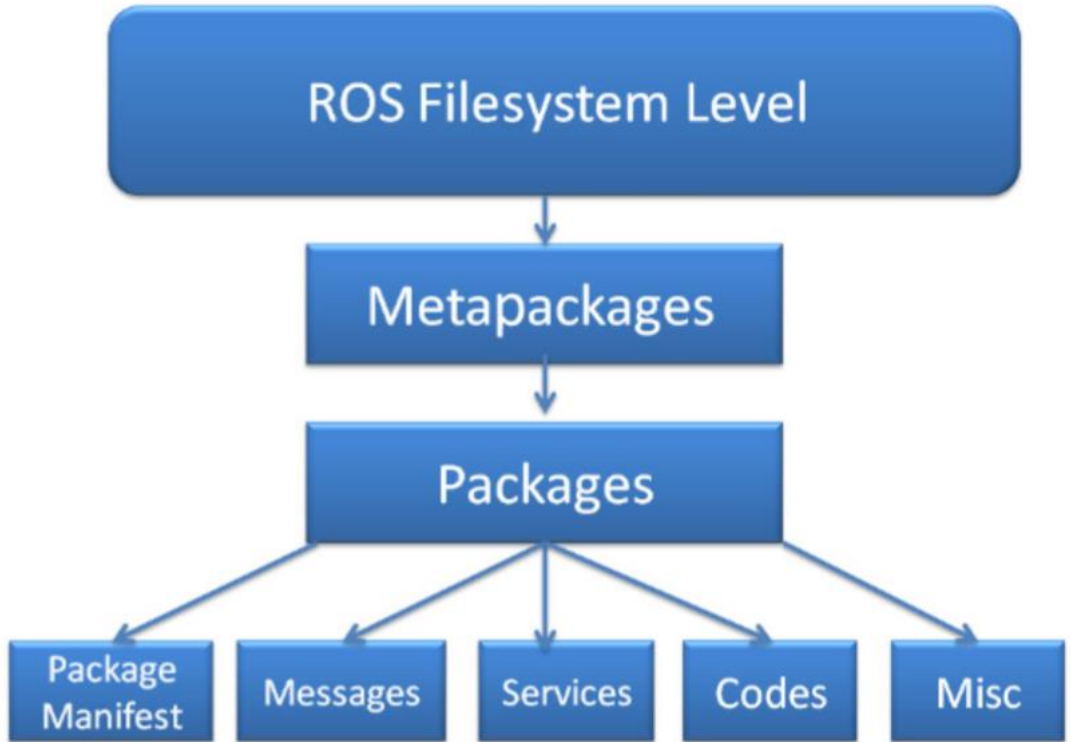 ROS Filesystem Level
Metapackages
Packages
Package
Manifest
Messages
Services
Codes
Misc